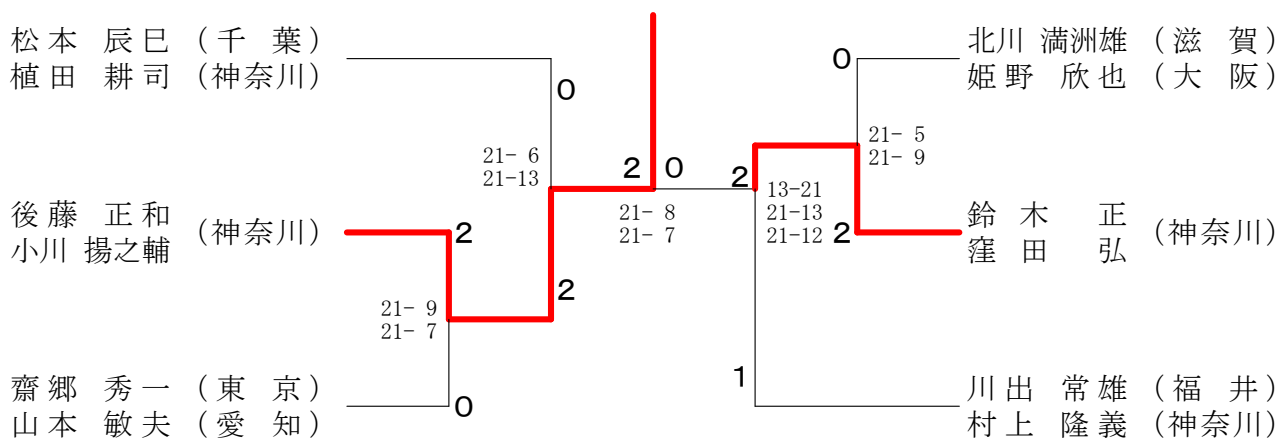 松本 辰巳 (千 葉)
植田 耕司 (神奈川)
0
21- 6
21-13
後藤 正和
小川 揚之輔
(神奈川)
2
2
21- 9
21- 7
齋郷 秀一 (東 京)
山本 敏夫 (愛 知)
0
2
0
21- 8
21- 7
北川 満洲雄 (滋 賀)
姫野 欣也 (大 阪)
0
21- 5
21- 9
2
13-21
21-13
21-12
2
鈴木 正
窪田 弘
(神奈川)
1
川出 常雄 (福 井)
村上 隆義 (神奈川)